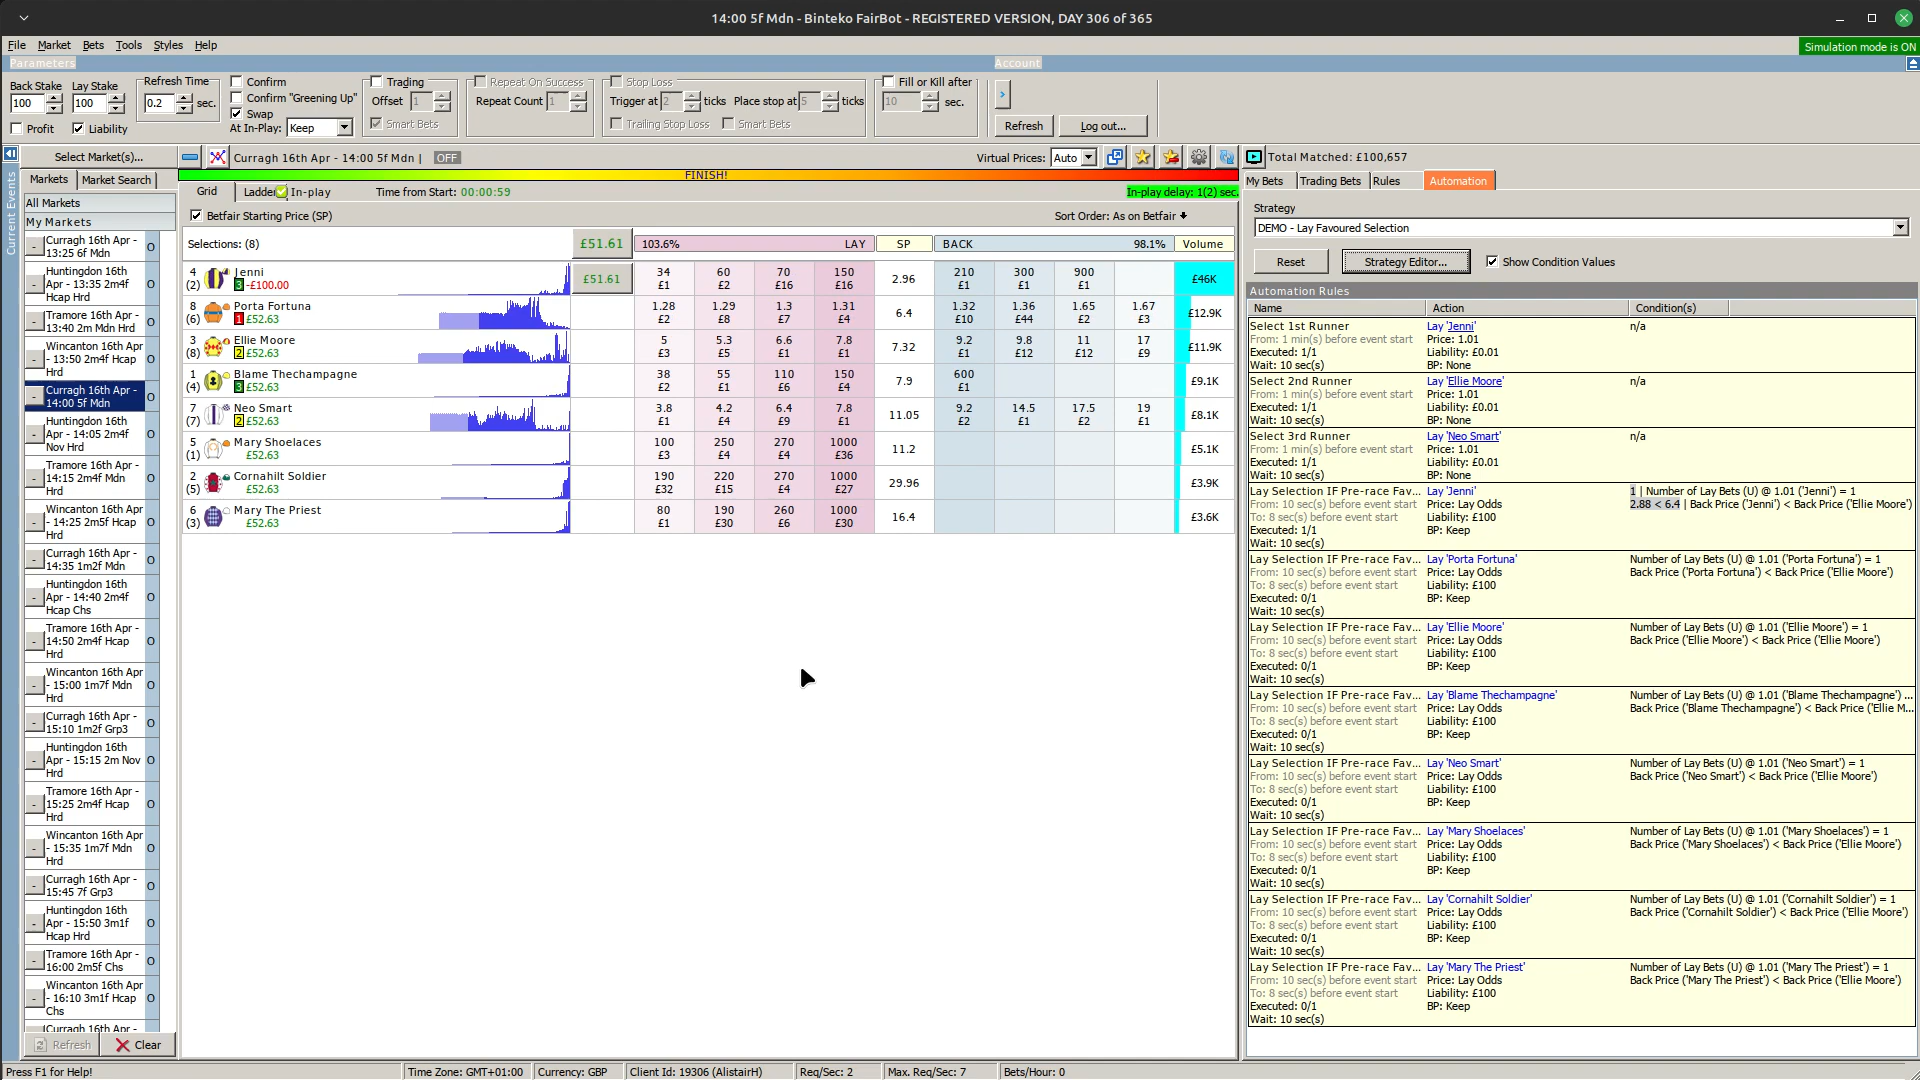 14:00 5f Mdn - Binteko FairBot - REGISTERED VERSION, DAY 306 of 365
File Market Bets Tools Styles Help
Simulation mode is ON
Parameters
Account
Back Stake Lay Stake Refresh Time
100 100 0.2 sec.
Profit Liability
Confirm
Confirm "Greening Up"
Swap
At In-Play: Keep
Trading
Offset 1
Smart Bets
Repeat On Success
Repeat Count 1
Stop Loss
Trigger at 2 ticks Place stop at 5 ticks
Trailing Stop Loss Smart Bets
Fill or Kill after
10 sec.
Refresh Log out...
Current Events
Select Market(s)...
Markets Market Search
All Markets
My Markets
Curragh 16th Apr - 13:25 6f Mdn O
Huntingdon 16th Apr - 13:35 2m4f Hcap Hrd O
Tramore 16th Apr - 13:40 2m Mdn Hrd O
Wincanton 16th Apr - 13:50 2m4f Hcap Hrd O
Curragh 16th Apr - 14:00 5f Mdn O
Huntingdon 16th Apr - 14:05 2m4f Nov Hrd O
Tramore 16th Apr - 14:15 2m4f Mdn Hrd O
Wincanton 16th Apr - 14:25 2m5f Hcap Hrd O
Curragh 16th Apr - 14:35 1m2f Mdn O
Huntingdon 16th Apr - 14:40 2m4f Hcap Chs O
Tramore 16th Apr - 14:50 2m4f Hcap Hrd O
Wincanton 16th Apr - 15:00 1m7f Mdn Hrd O
Curragh 16th Apr - 15:10 1m2f Grp3 O
Huntingdon 16th Apr - 15:15 2m Nov Hrd O
Tramore 16th Apr - 15:25 2m4f Hcap Hrd O
Wincanton 16th Apr - 15:35 1m7f Mdn Hrd O
Curragh 16th Apr - 15:45 7f Grp3 O
Huntingdon 16th Apr - 15:50 3m1f Hcap Hrd O
Tramore 16th Apr - 16:00 2m5f Chs O
Wincanton 16th Apr - 16:10 3m1f Hcap Chs O
Curragh 16th Apr -
Refresh Clear
Curragh 16th Apr - 14:00 5f Mdn | OFF
Virtual Prices: Auto
FINISH!
Grid Ladder In-play Time from Start: 00:00:59 In-play delay: 1(2) sec.
Betfair Starting Price (SP) Sort Order: As on Betfair
Selections: (8) £51.61 103.6% LAY SP BACK 98.1% Volume
4 Jenni £51.61 34 60 70 150 2.96 210 300 900 £46K
(2) 3 -£100.00 £1 £2 £16 £16 £1 £1 £1
8 Porta Fortuna 1.28 1.29 1.3 1.31 6.4 1.32 1.36 1.65 1.67 £12.9K
(6) 1 £52.63 £2 £8 £7 £4 £10 £44 £2 £3
3 Ellie Moore 5 5.3 6.6 7.8 7.32 9.2 9.8 11 17 £11.9K
(8) 2 £52.63 £3 £5 £1 £1 £1 £12 £12 £9
1 Blame Thechampagne 38 55 110 150 7.9 600 £9.1K
(4) 3 £52.63 £2 £1 £6 £4 £1
7 Neo Smart 3.8 4.2 6.4 7.8 11.05 9.2 14.5 17.5 19 £8.1K
(7) 2 £52.63 £1 £4 £9 £1 £2 £1 £2 £1
5 Mary Shoelaces 100 250 270 1000 11.2 £5.1K
(1) £52.63 £3 £4 £4 £36
2 Cornahilt Soldier 190 220 270 1000 29.96 £3.9K
(5) £52.63 £32 £15 £4 £27
6 Mary The Priest 80 190 260 1000 16.4 £3.6K
(3) £52.63 £1 £30 £6 £30
Total Matched: £100,657
My Bets Trading Bets Rules Automation
Strategy
DEMO - Lay Favoured Selection
Reset Strategy Editor... Show Condition Values
Automation Rules
Name Action Condition(s)
Select 1st Runner Lay 'Jenni' n/a
From: 1 min(s) before event start Price: 1.01
Executed: 1/1 Liability: £0.01
Wait: 10 sec(s) BP: None
Select 2nd Runner Lay 'Ellie Moore' n/a
From: 1 min(s) before event start Price: 1.01
Executed: 1/1 Liability: £0.01
Wait: 10 sec(s) BP: None
Select 3rd Runner Lay 'Neo Smart' n/a
From: 1 min(s) before event start Price: 1.01
Executed: 1/1 Liability: £0.01
Wait: 10 sec(s) BP: None
Lay Selection IF Pre-race Fav... Lay 'Jenni' 1 | Number of Lay Bets (U) @ 1.01 ('Jenni') = 1
From: 10 sec(s) before event start Price: Lay Odds 2.88 < 6.4 | Back Price ('Jenni') < Back Price ('Ellie Moore')
To: 8 sec(s) before event start Liability: £100
Executed: 1/1 BP: Keep
Wait: 10 sec(s)
Lay Selection IF Pre-race Fav... Lay 'Porta Fortuna' Number of Lay Bets (U) @ 1.01 ('Porta Fortuna') = 1
From: 10 sec(s) before event start Price: Lay Odds Back Price ('Porta Fortuna') < Back Price ('Ellie Moore')
To: 8 sec(s) before event start Liability: £100
Executed: 0/1 BP: Keep
Wait: 10 sec(s)
Lay Selection IF Pre-race Fav... Lay 'Ellie Moore' Number of Lay Bets (U) @ 1.01 ('Ellie Moore') = 1
From: 10 sec(s) before event start Price: Lay Odds Back Price ('Ellie Moore') < Back Price ('Ellie Moore')
To: 8 sec(s) before event start Liability: £100
Executed: 0/1 BP: Keep
Wait: 10 sec(s)
Lay Selection IF Pre-race Fav... Lay 'Blame Thechampagne' Number of Lay Bets (U) @ 1.01 ('Blame Thechampagne') ...
From: 10 sec(s) before event start Price: Lay Odds Back Price ('Blame Thechampagne') < Back Price ('Ellie M...
To: 8 sec(s) before event start Liability: £100
Executed: 0/1 BP: Keep
Wait: 10 sec(s)
Lay Selection IF Pre-race Fav... Lay 'Neo Smart' Number of Lay Bets (U) @ 1.01 ('Neo Smart') = 1
From: 10 sec(s) before event start Price: Lay Odds Back Price ('Neo Smart') < Back Price ('Ellie Moore')
To: 8 sec(s) before event start Liability: £100
Executed: 0/1 BP: Keep
Wait: 10 sec(s)
Lay Selection IF Pre-race Fav... Lay 'Mary Shoelaces' Number of Lay Bets (U) @ 1.01 ('Mary Shoelaces') = 1
From: 10 sec(s) before event start Price: Lay Odds Back Price ('Mary Shoelaces') < Back Price ('Ellie Moore')
To: 8 sec(s) before event start Liability: £100
Executed: 0/1 BP: Keep
Wait: 10 sec(s)
Lay Selection IF Pre-race Fav... Lay 'Cornahilt Soldier' Number of Lay Bets (U) @ 1.01 ('Cornahilt Soldier') = 1
From: 10 sec(s) before event start Price: Lay Odds Back Price ('Cornahilt Soldier') < Back Price ('Ellie Moore')
To: 8 sec(s) before event start Liability: £100
Executed: 0/1 BP: Keep
Wait: 10 sec(s)
Lay Selection IF Pre-race Fav... Lay 'Mary The Priest' Number of Lay Bets (U) @ 1.01 ('Mary The Priest') = 1
From: 10 sec(s) before event start Price: Lay Odds Back Price ('Mary The Priest') < Back Price ('Ellie Moore')
To: 8 sec(s) before event start Liability: £100
Executed: 0/1 BP: Keep
Wait: 10 sec(s)
Press F1 for Help! Time Zone: GMT+01:00 Currency: GBP Client Id: 19306 (AlistairH) Req/Sec: 2 Max. Req/Sec: 7 Bets/Hour: 0